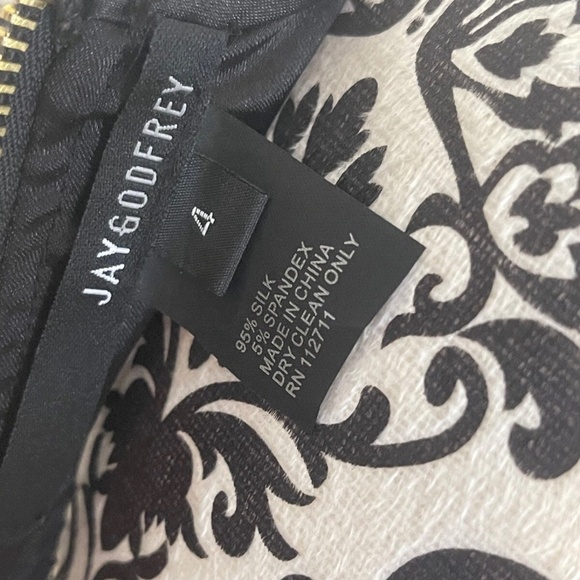 JAYGODFREY
4
95% SILK
5% SPANDEX
MADE IN CHINA
DRY CLEAN ONLY
RN 112711